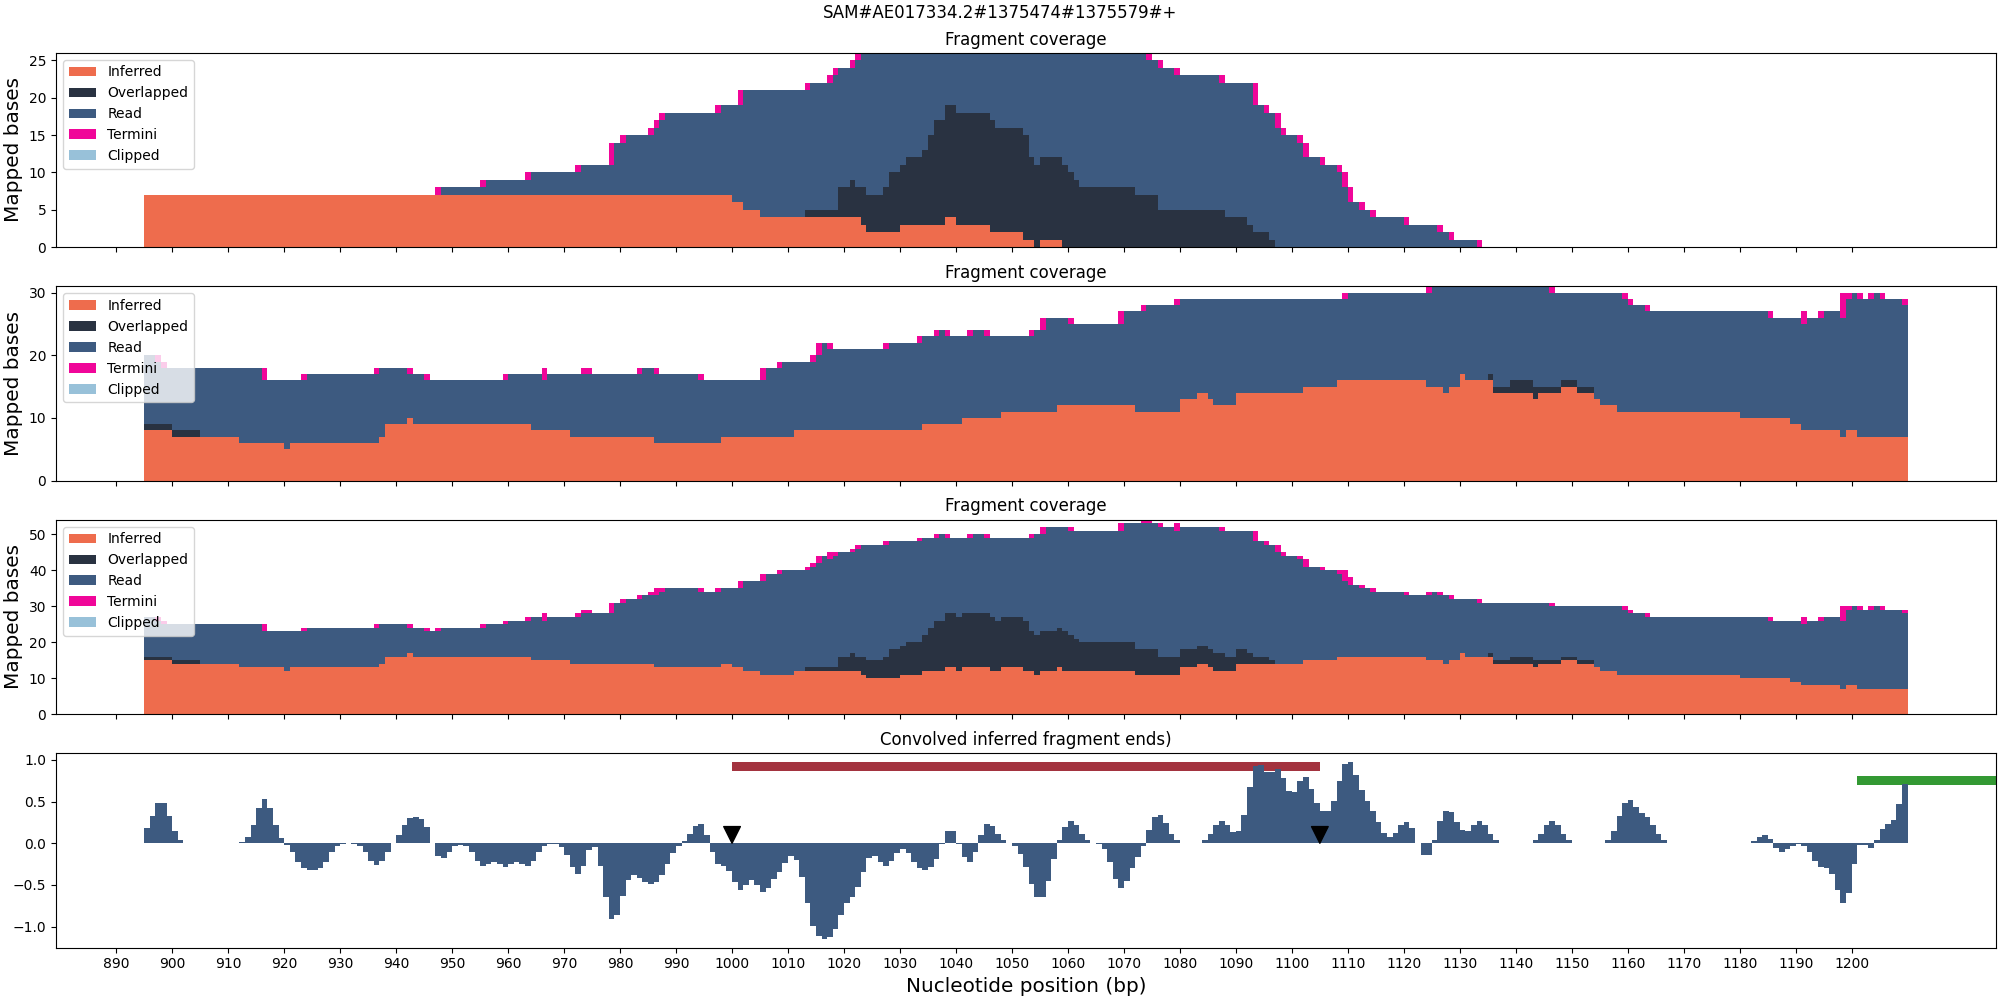 SAM#AE017334.2#1375474#1375579#+
Fragment coverage
Mapped bases
25
20
15
10
5
0
Inferred
Overlapped
Read
Termini
Clipped
Fragment coverage
Mapped bases
30
20
10
0
Inferred
Overlapped
Read
Termini
Clipped
Fragment coverage
Mapped bases
50
40
30
20
10
0
Inferred
Overlapped
Read
Termini
Clipped
Convolved inferred fragment ends)
1.0
0.5
0.0
−0.5
−1.0
890 900 910 920 930 940 950 960 970 980 990 1000 1010 1020 1030 1040 1050 1060 1070 1080 1090 1100 1110 1120 1130 1140 1150 1160 1170 1180 1190 1200
Nucleotide position (bp)